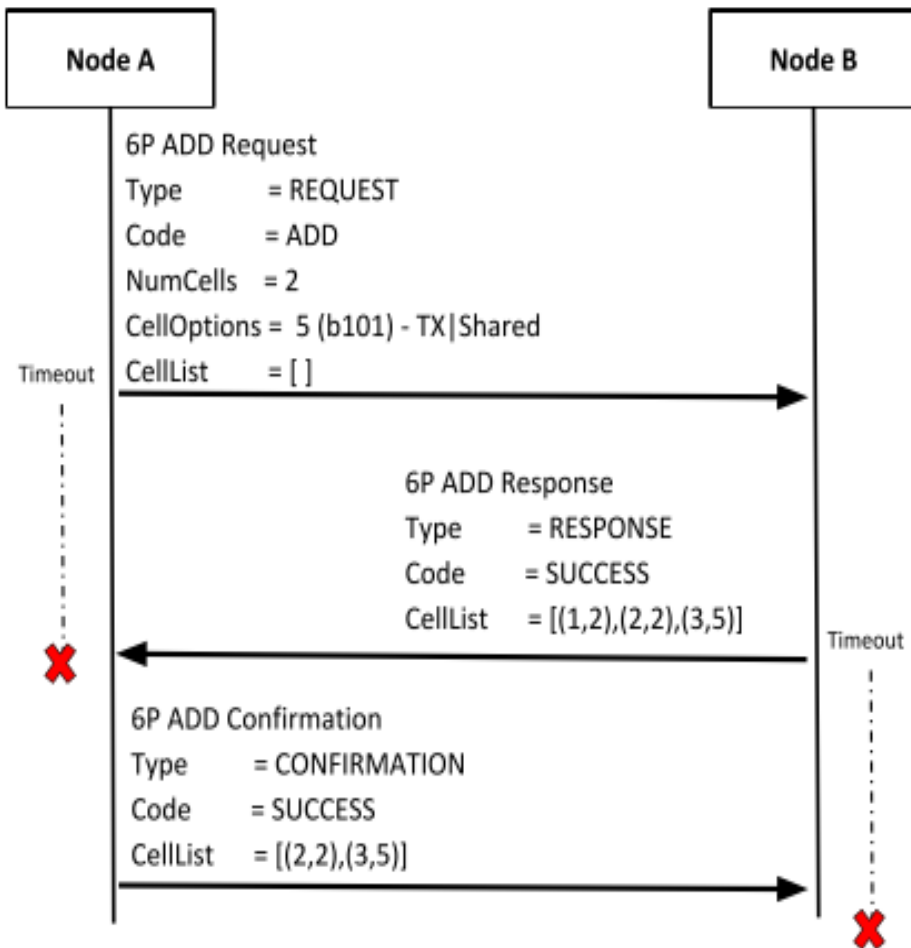 Node A
Node B
6P ADD Request
Type = REQUEST
Code = ADD
NumCells = 2
CellOptions = 5 (b101) - TX|Shared
CellList = [ ]
Timeout
6P ADD Response
Type = RESPONSE
Code = SUCCESS
CellList = [(1,2),(2,2),(3,5)]
Timeout
6P ADD Confirmation
Type = CONFIRMATION
Code = SUCCESS
CellList = [(2,2),(3,5)]